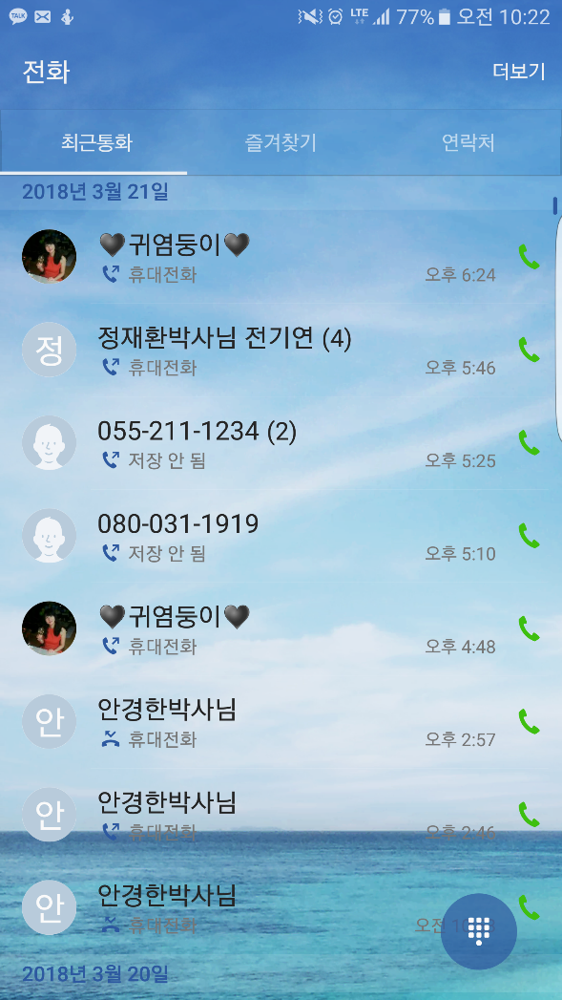 TALK LTE 77% 오전 10:22
전화 더보기
최근통화 즐겨찾기 연락처
2018년 3월 21일
🖤귀염둥이🖤
휴대전화 오후 6:24
정 정재환박사님 전기연 (4)
휴대전화 오후 5:46
055-211-1234 (2)
저장 안 됨 오후 5:25
080-031-1919
저장 안 됨 오후 5:10
🖤귀염둥이🖤
휴대전화 오후 4:48
안 안경한박사님
휴대전화 오후 2:57
안 안경한박사님
휴대전화 오후 2:46
안 안경한박사님
휴대전화 오전
2018년 3월 20일